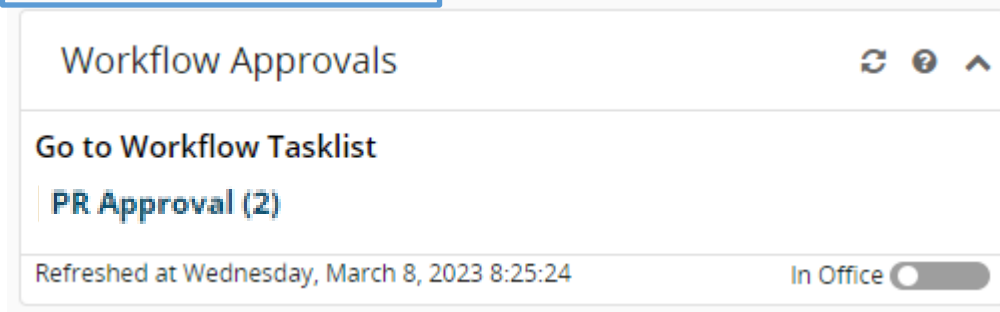 Workflow Approvals
Go to Workflow Tasklist
PR Approval (2)
Refreshed at Wednesday, March 8, 2023 8:25:24 In Office